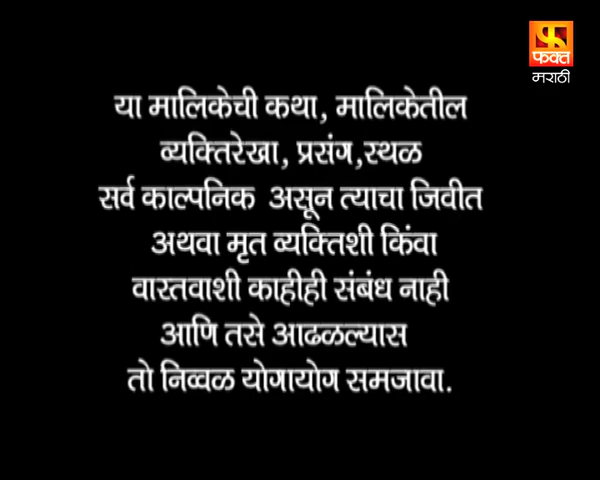 फक्त
मराठी
या मालिकेची कथा, मालिकेतील
व्यक्तिरेखा, प्रसंग,स्थळ
सर्व काल्पनिक असून त्याचा जिवीत
अथवा मृत व्यक्तिशी किंवा
वास्तवाशी काहीही संबंध नाही
आणि तसे आढळल्यास
तो निव्वळ योगायोग समजावा.